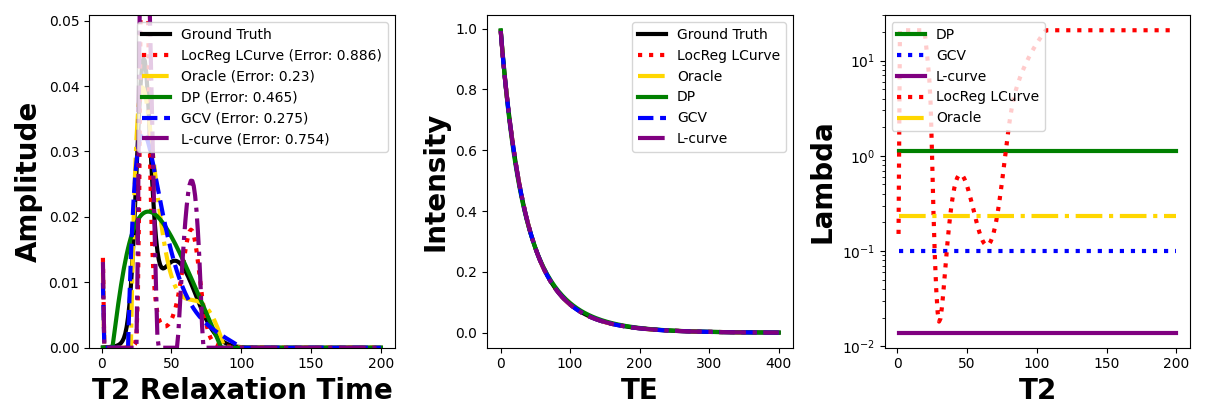 Amplitude
0.05
0.04
0.03
0.02
0.01
0.00
0
50
100
150
200
T2 Relaxation Time
Ground Truth
LocReg LCurve (Error: 0.886)
Oracle (Error: 0.23)
DP (Error: 0.465)
GCV (Error: 0.275)
L-curve (Error: 0.754)
Intensity
1.0
0.8
0.6
0.4
0.2
0.0
0
100
200
300
400
TE
Ground Truth
LocReg LCurve
Oracle
DP
GCV
L-curve
Lambda
10¹
10⁰
10⁻¹
10⁻²
0
50
100
150
200
T2
DP
GCV
L-curve
LocReg LCurve
Oracle